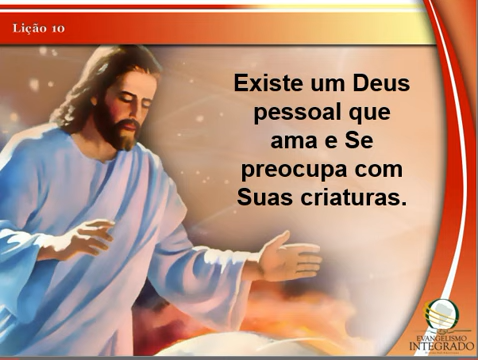 Lição 10
Existe um Deus
pessoal que
ama e Se
preocupa com
Suas criaturas.
EVANGELISMO
INTEGRADO